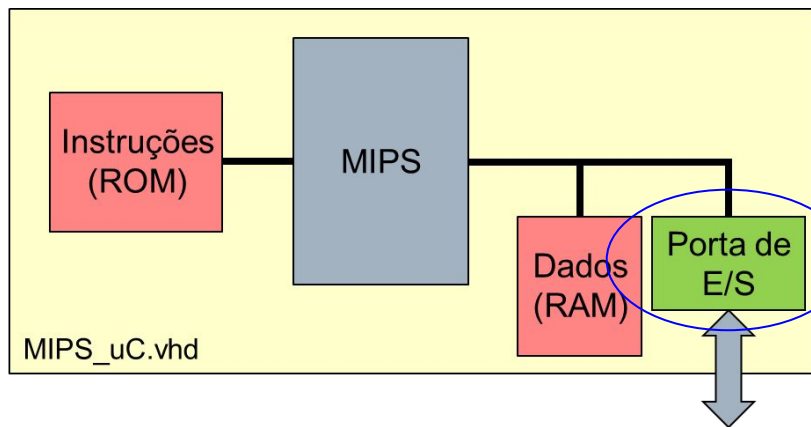 Instruções
(ROM)
MIPS
Dados
(RAM)
Porta de
E/S
MIPS_uC.vhd